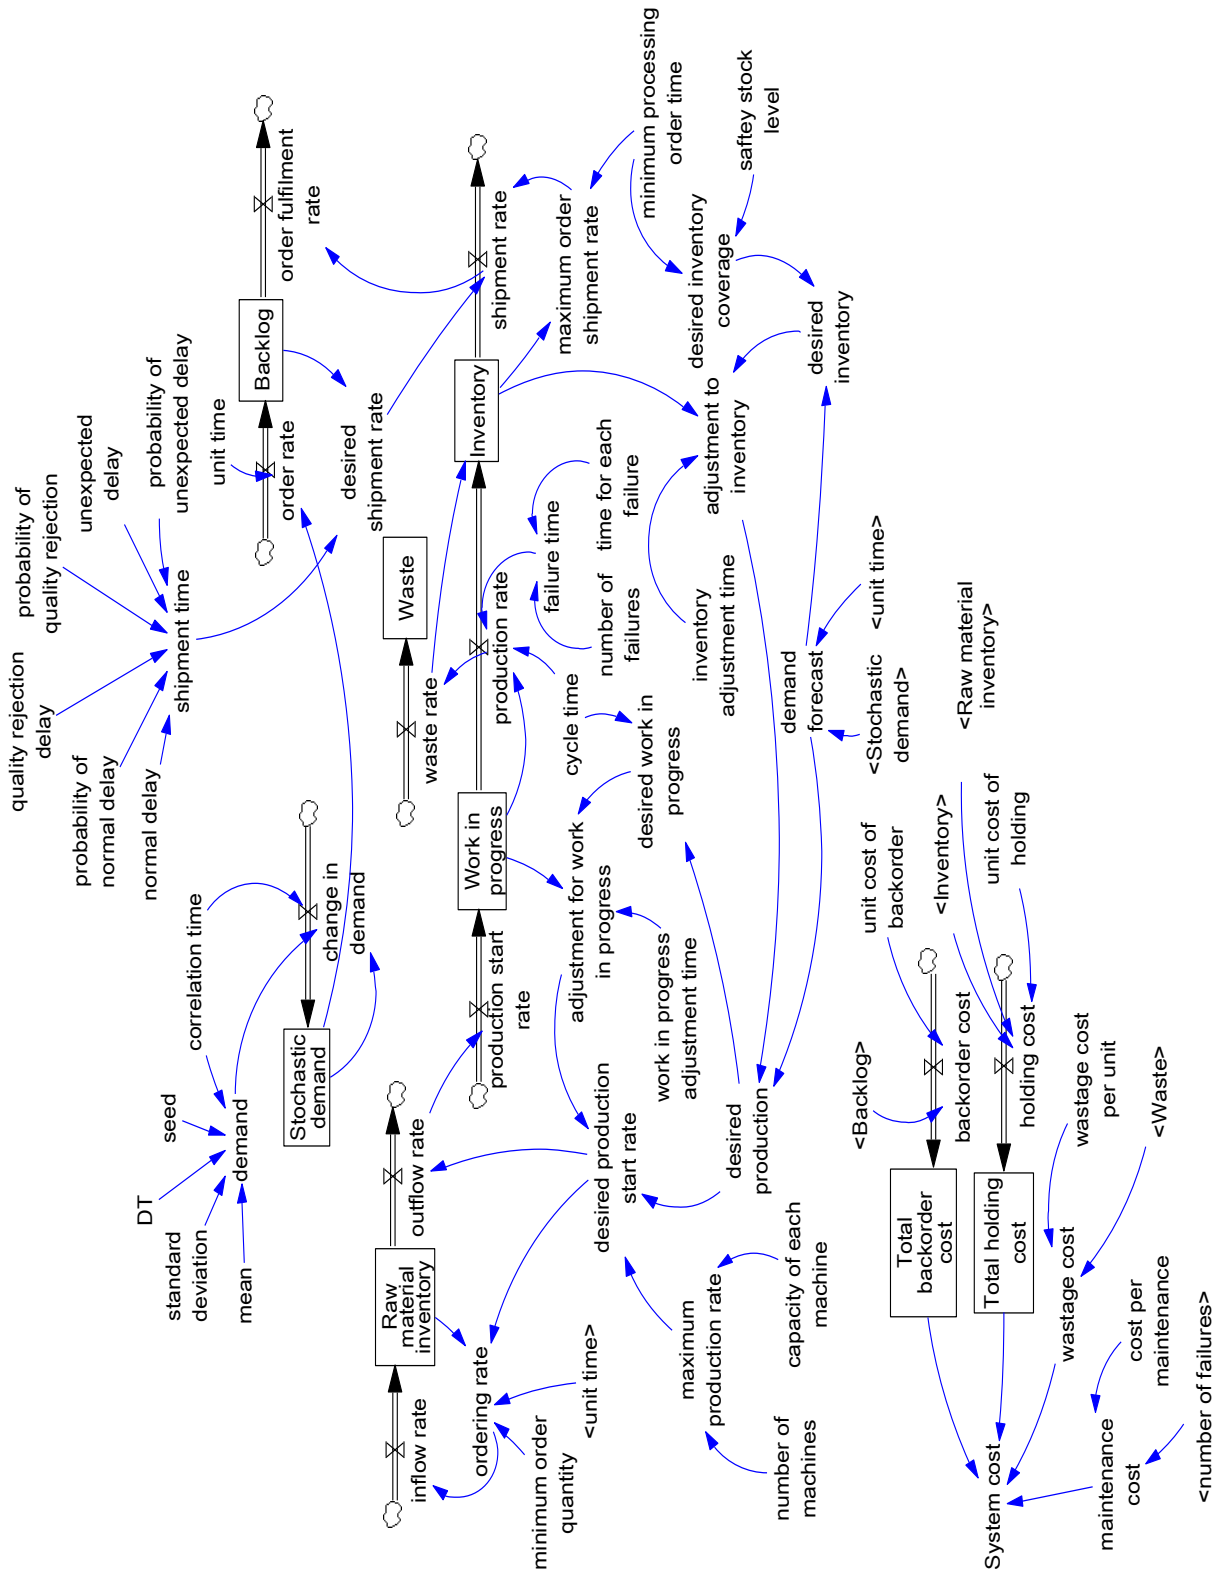 quality rejection
delay
probability of
quality rejection
unexpected
delay
probability of
unexpected delay
probability of
normal delay
normal delay
shipment time
unit time
order rate
Backlog
order fulfilment
rate
desired
shipment rate
DT
seed
standard
deviation
mean
demand
correlation time
Stochastic
demand
change in
demand
waste rate
Waste
inflow rate
Raw
material
inventory
outflow rate
ordering rate
minimum order
quantity
<unit time>
production start
rate
Work in
progress
production rate
Inventory
shipment rate
maximum order
shipment rate
minimum processing
order time
saftey stock
level
desired inventory
coverage
desired
inventory
adjustment to
inventory
inventory
adjustment time
failure time
number of
failures
time for each
failure
cycle time
desired work in
progress
adjustment for work
in progress
work in progress
adjustment time
desired production
start rate
desired
production
maximum
production rate
number of
machines
capacity of each
machine
demand
forecast
<Stochastic
demand>
<unit time>
<Backlog>
unit cost of
backorder
backorder cost
Total
backorder
cost
<Inventory>
<Raw material
inventory>
unit cost of
holding
holding cost
Total holding
cost
System cost
wastage cost
wastage cost
per unit
<Waste>
maintenance
cost
cost per
maintenance
<number of failures>